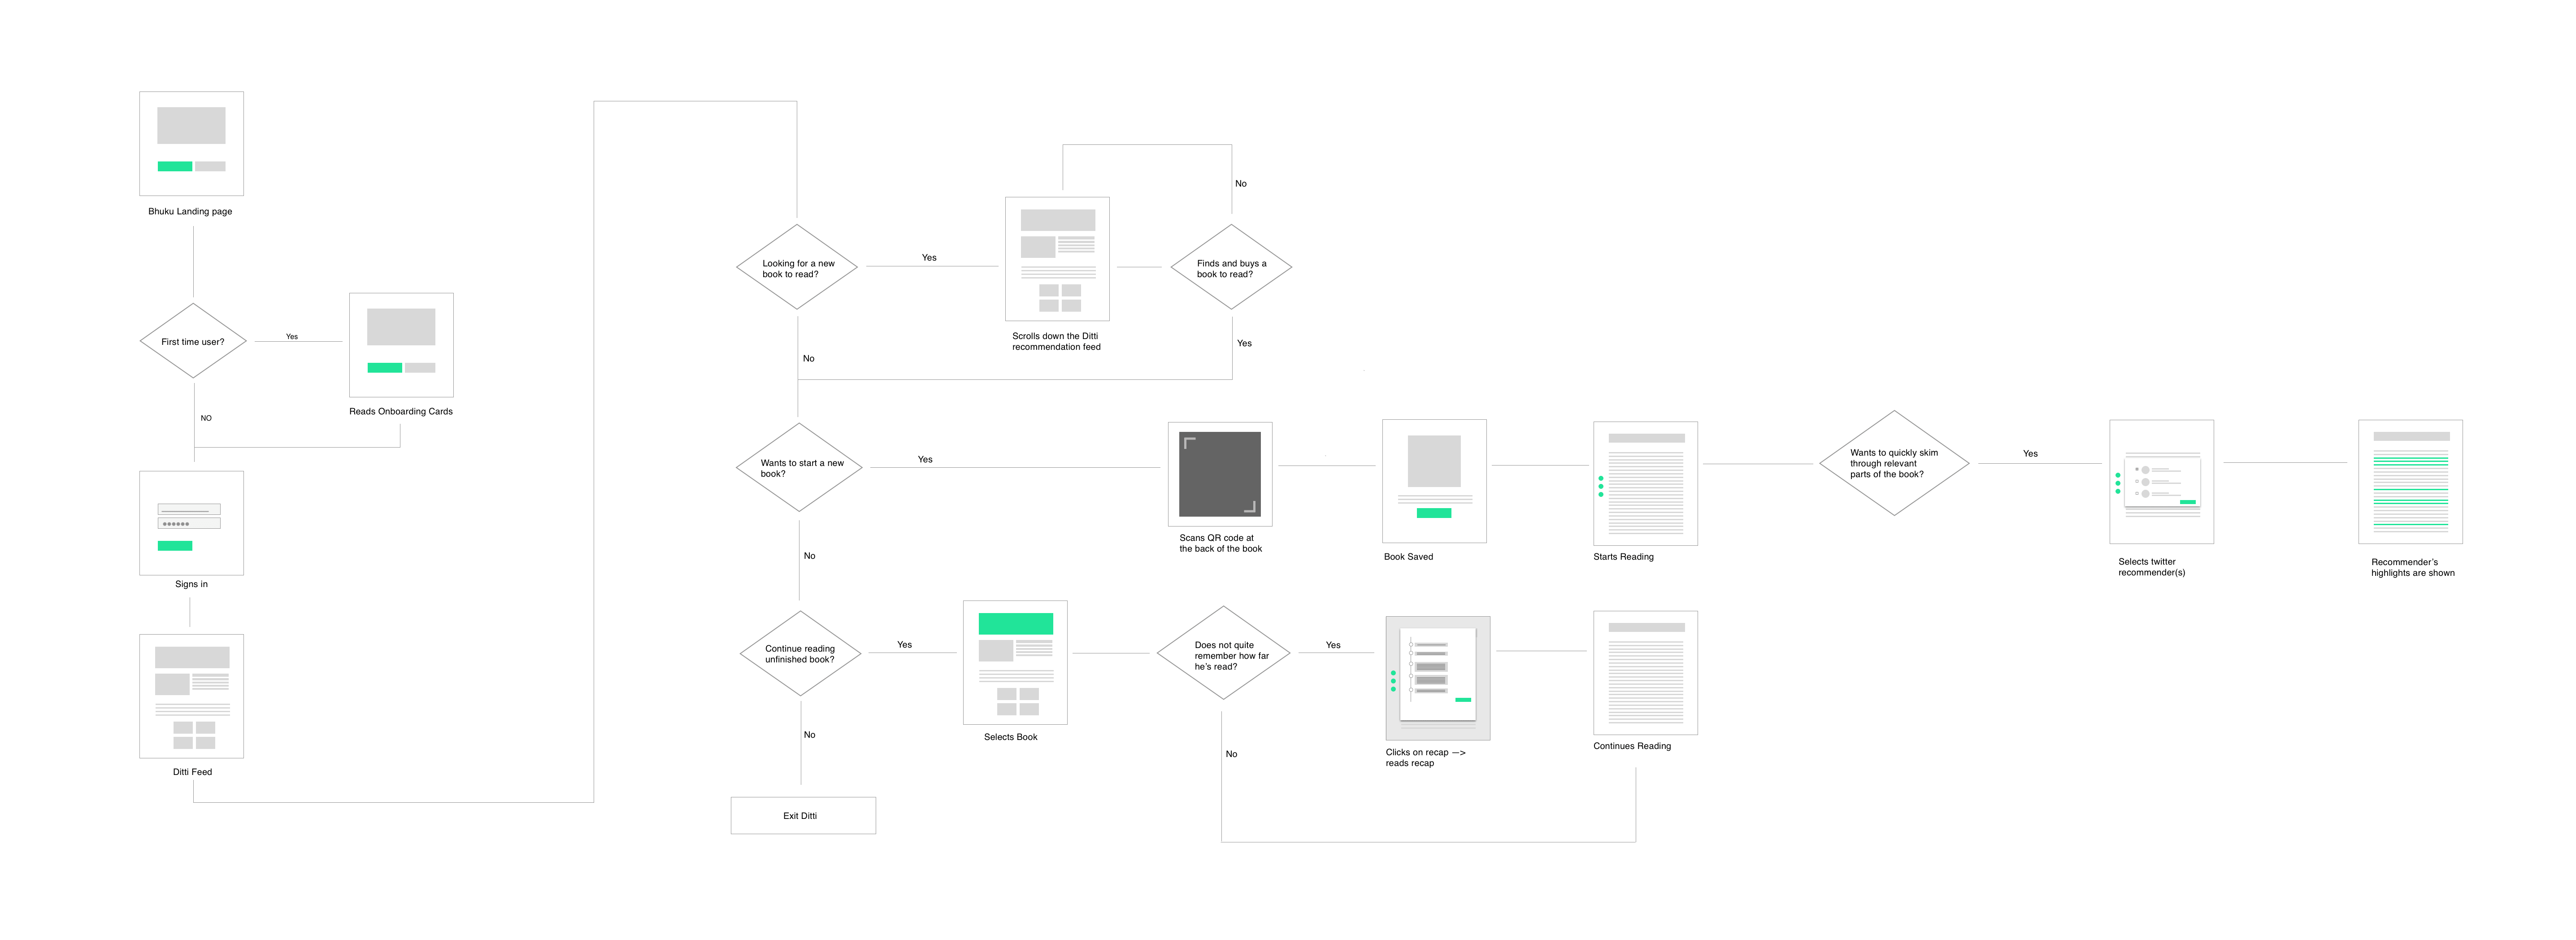 Bhuku Landing page
First time user?
Yes
Reads Onboarding Cards
NO
Signs in
Ditti Feed
Looking for a new
book to read?
Yes
Scrolls down the Ditti
recommendation feed
Finds and buys a
book to read?
No
Yes
No
Wants to start a new
book?
Yes
Scans QR code at
the back of the book
Book Saved
Starts Reading
Wants to quickly skim
through relevant
parts of the book?
Yes
Selects twitter
recommender(s)
Recommender's
highlights are shown
No
Continue reading
unfinished book?
Yes
Selects Book
Does not quite
remember how far
he's read?
Yes
Clicks on recap —>
reads recap
Continues Reading
No
No
Exit Ditti